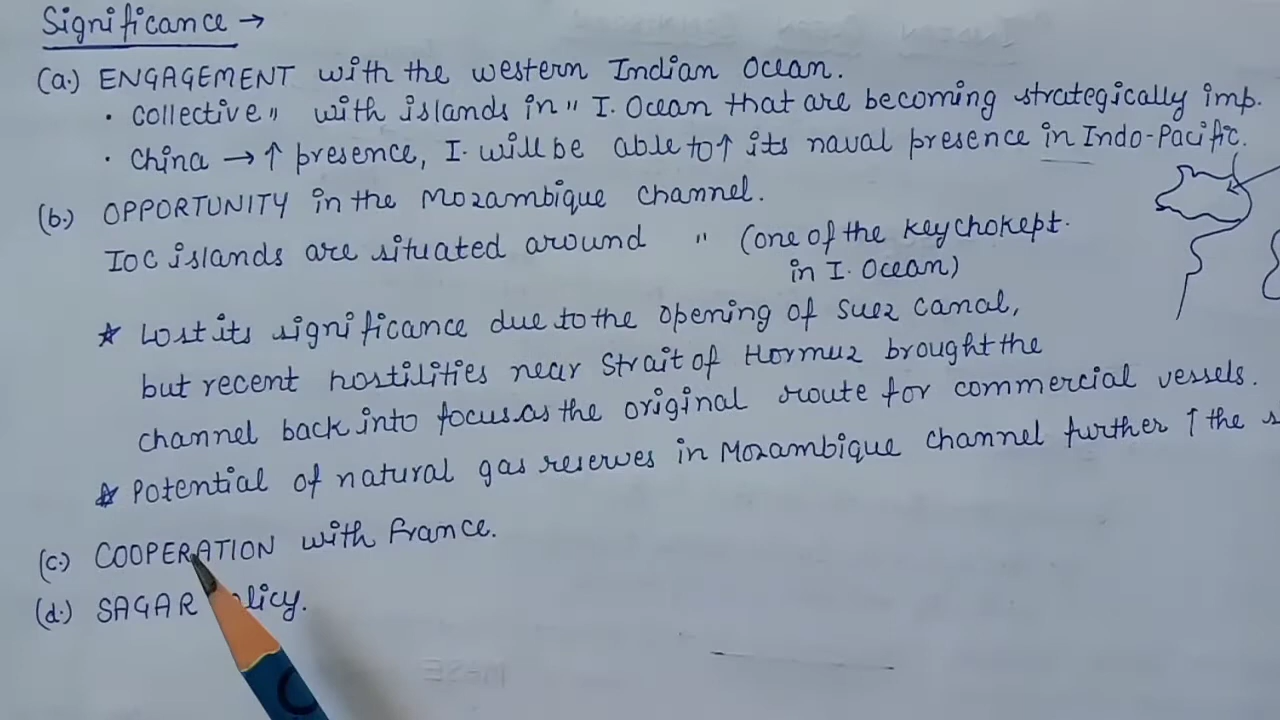 Significance →
(a.) ENGAGEMENT with the western Indian Ocean.
• collective " with islands in " I. Ocean that are becoming strategically imp.
• China → ↑ presence, I. will be able to ↑ its naval presence in Indo-Pacific.
(b.) OPPORTUNITY in the Mozambique channel.
IOC islands are situated around " (one of the key chokept.
in I. Ocean)
★ Lost its significance due to the opening of Suez Canal,
but recent hostilities near Strait of Hormuz brought the
channel back into focus as the original route for commercial vessels.
★ Potential of natural gas reserves in Mozambique channel further ↑ the
(c.) COOPERATION with France.
(d.) SAGAR